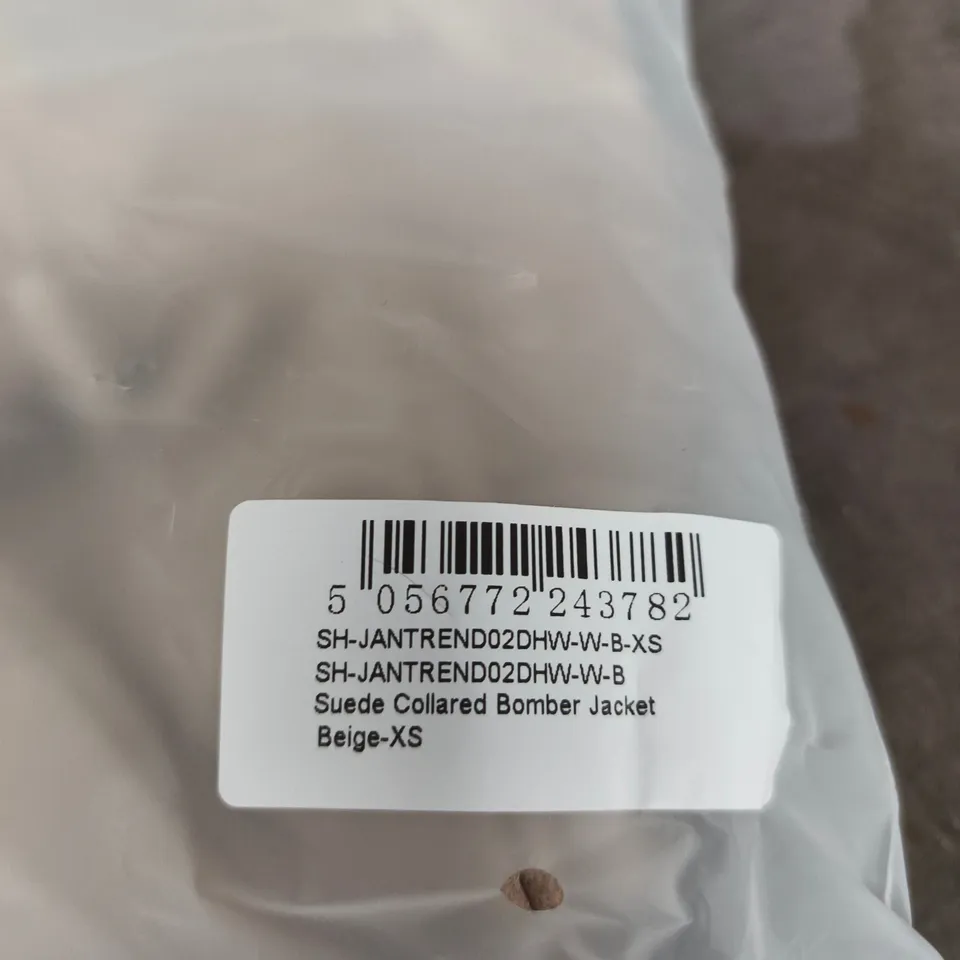 5 056772 243782
SH-JANTREND02DHW-W-B-XS
SH-JANTREND02DHW-W-B
Suede Collared Bomber Jacket
Beige-XS